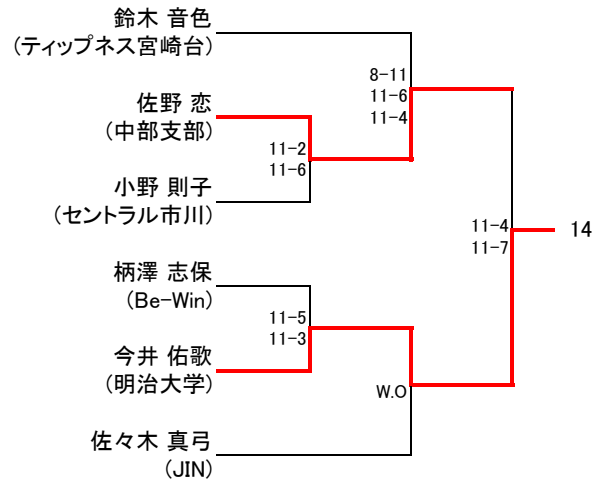 鈴木 音色
(ティップネス宮崎台)
8-11
11-6
11-4
佐野 恋
(中部支部)
11-2
11-6
小野 則子
(セントラル市川)
11-4
11-7
14
柄澤 志保
(Be-Win)
11-5
11-3
今井 佑歌
(明治大学)
W.O
佐々木 真弓
(JIN)